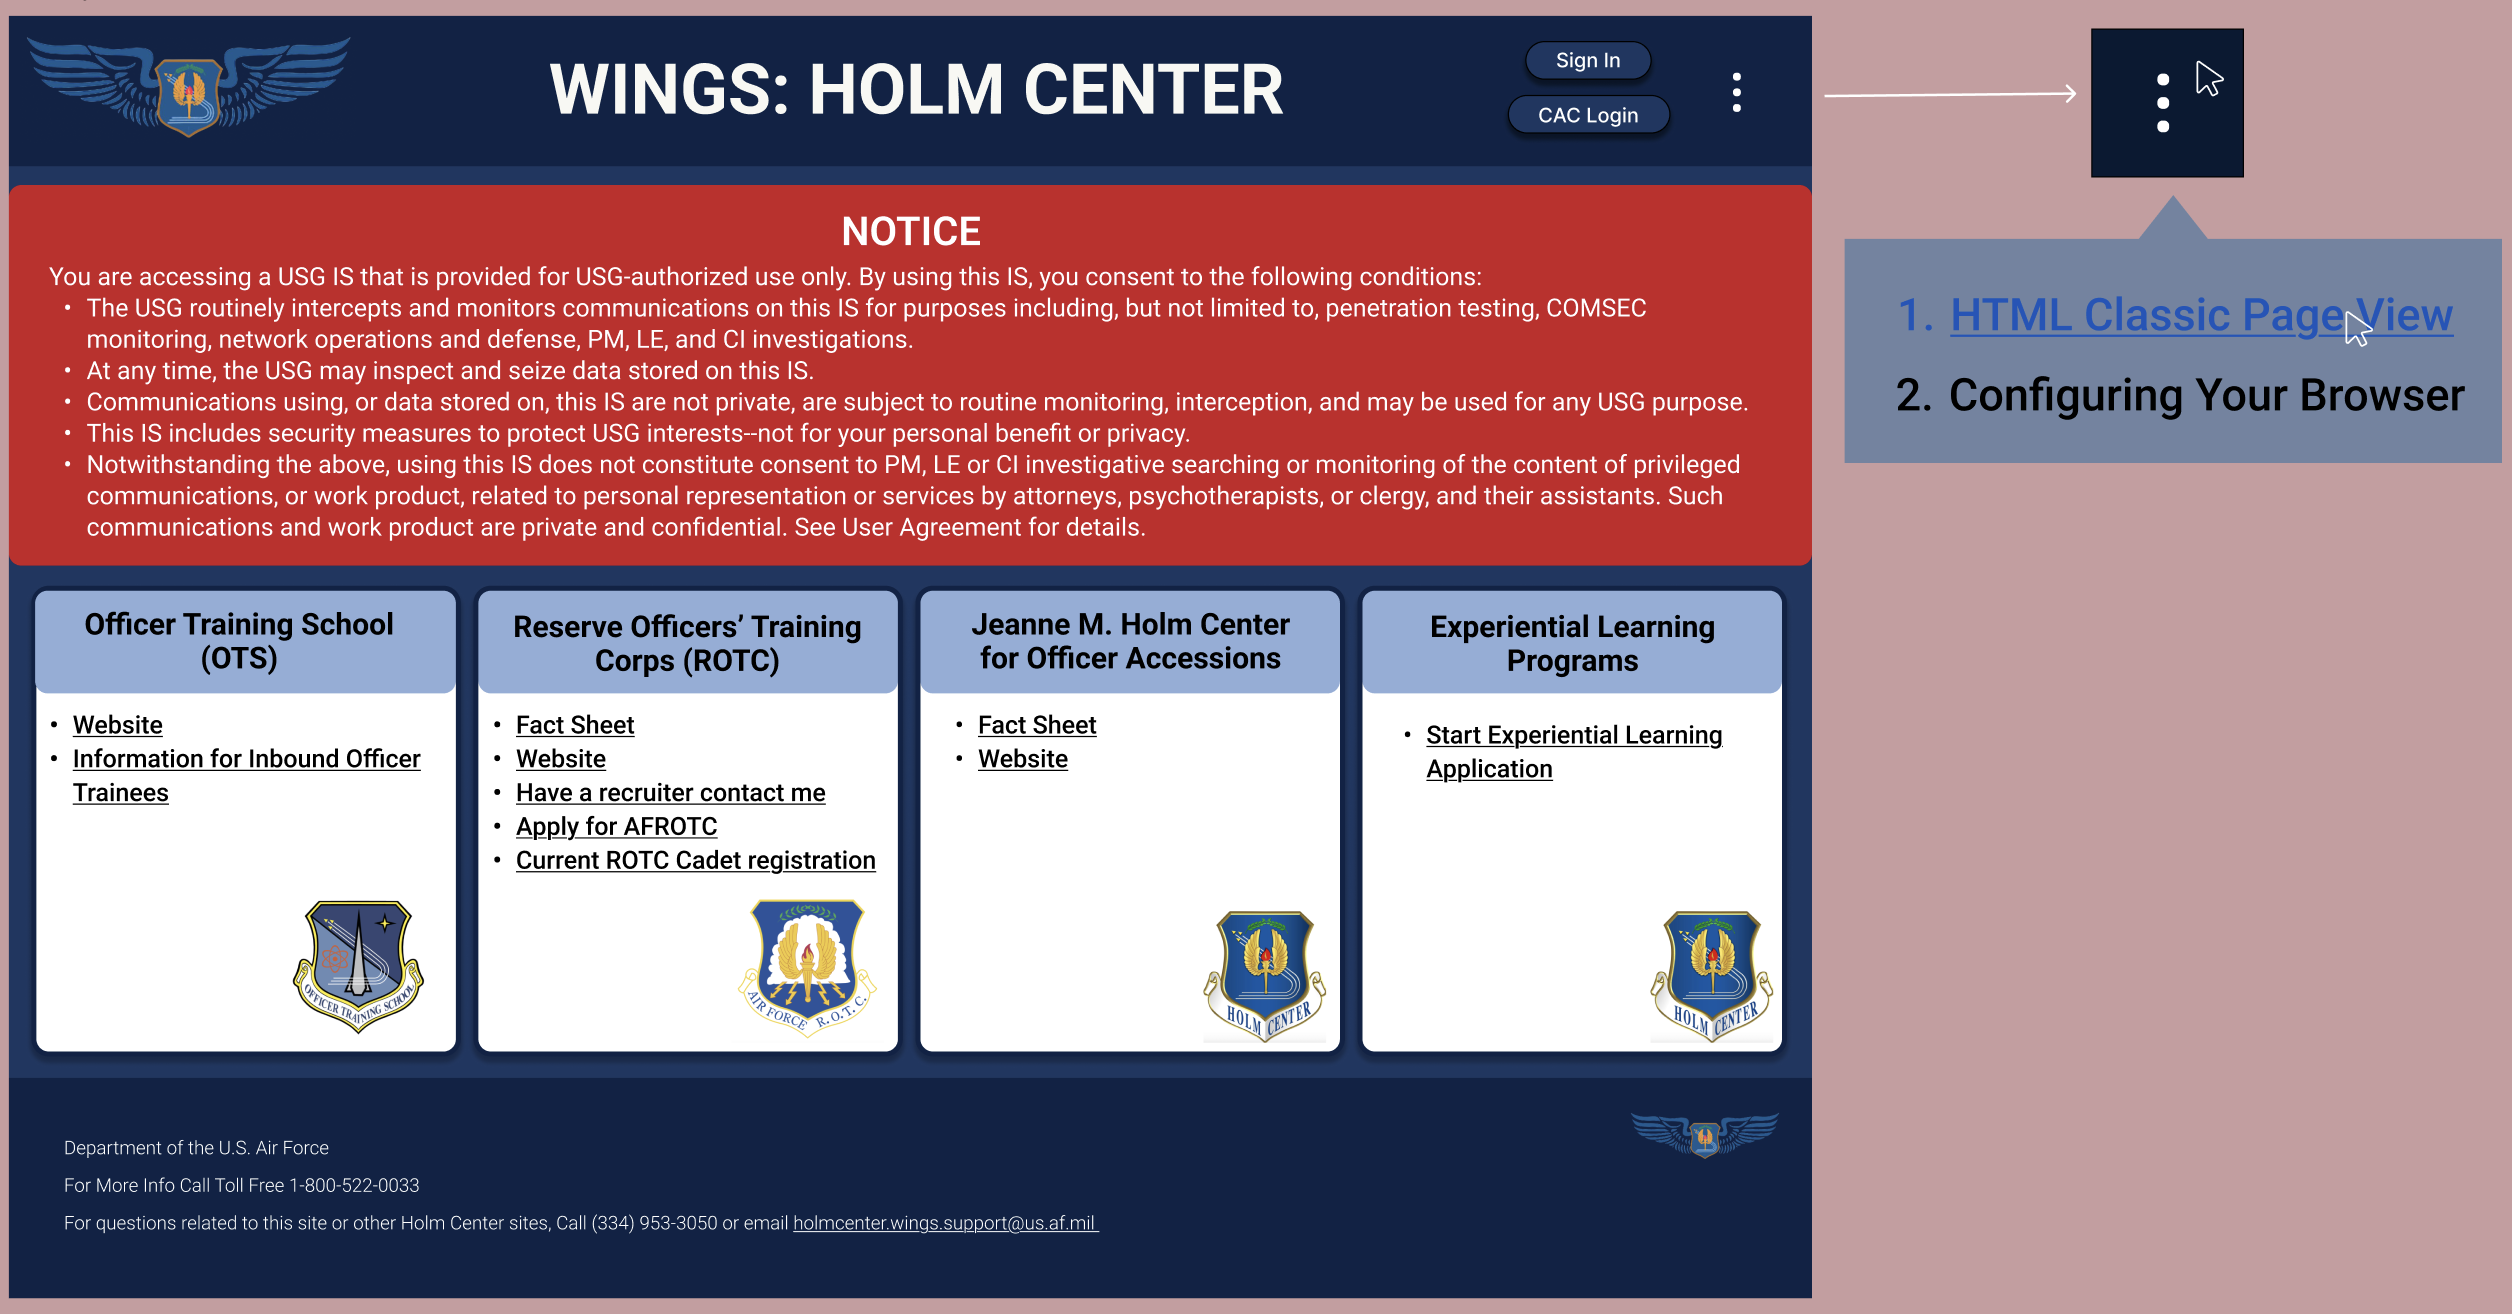 WINGS: HOLM CENTER
Sign In
CAC Login
NOTICE
You are accessing a USG IS that is provided for USG-authorized use only. By using this IS, you consent to the following conditions:
• The USG routinely intercepts and monitors communications on this IS for purposes including, but not limited to, penetration testing, COMSEC
monitoring, network operations and defense, PM, LE, and CI investigations.
• At any time, the USG may inspect and seize data stored on this IS.
• Communications using, or data stored on, this IS are not private, are subject to routine monitoring, interception, and may be used for any USG purpose.
• This IS includes security measures to protect USG interests--not for your personal benefit or privacy.
• Notwithstanding the above, using this IS does not constitute consent to PM, LE or CI investigative searching or monitoring of the content of privileged
communications, or work product, related to personal representation or services by attorneys, psychotherapists, or clergy, and their assistants. Such
communications and work product are private and confidential. See User Agreement for details.
1. HTML Classic Page View
2. Configuring Your Browser
Officer Training School
(OTS)
• Website
• Information for Inbound Officer
Trainees
OFFICER TRAINING SCHOOL
Reserve Officers’ Training
Corps (ROTC)
• Fact Sheet
• Website
• Have a recruiter contact me
• Apply for AFROTC
• Current ROTC Cadet registration
AIR FORCE R.O.T.C.
Jeanne M. Holm Center
for Officer Accessions
• Fact Sheet
• Website
HOLM CENTER
Experiential Learning
Programs
• Start Experiential Learning
Application
HOLM CENTER
Department of the U.S. Air Force
For More Info Call Toll Free 1-800-522-0033
For questions related to this site or other Holm Center sites, Call (334) 953-3050 or email holmcenter.wings.support@us.af.mil